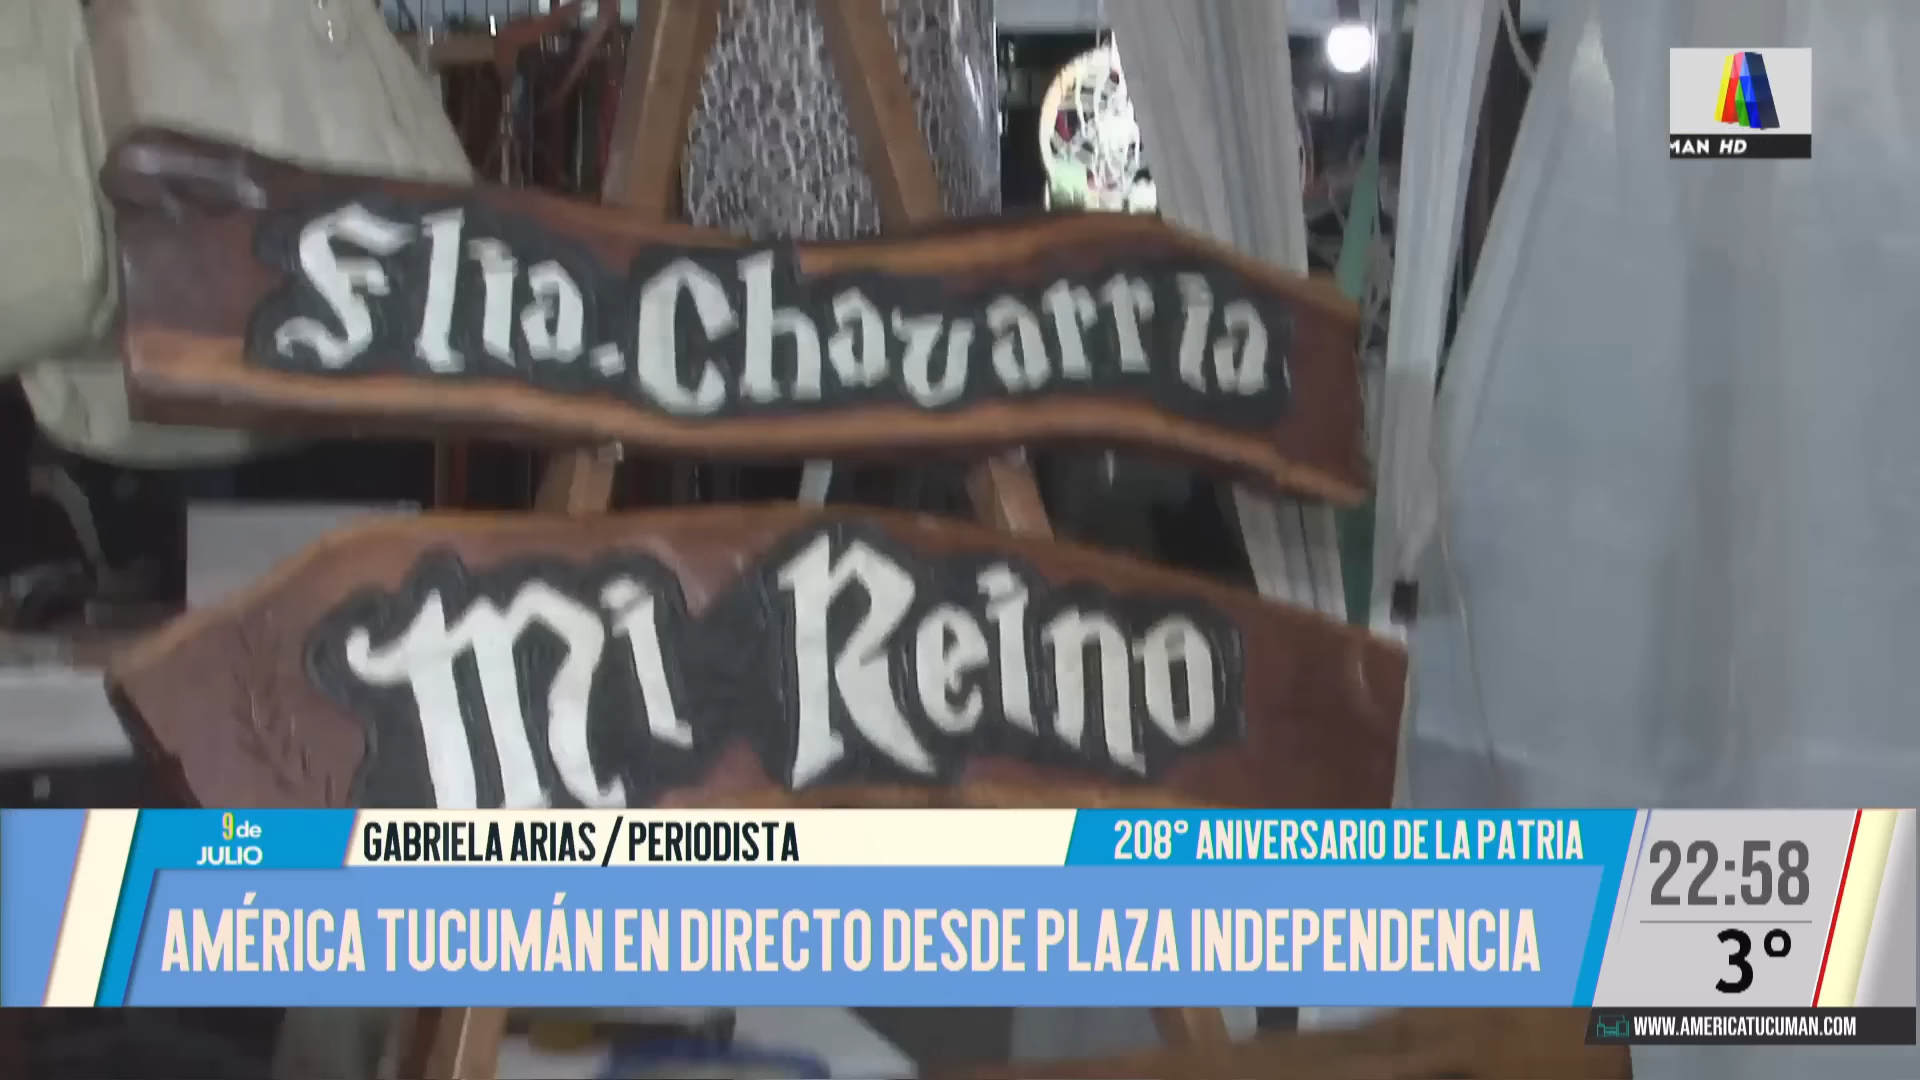 MAN HD
Flia. Chavarria
Mi Reino
9 de
JULIO
GABRIELA ARIAS / PERIODISTA
208° ANIVERSARIO DE LA PATRIA
AMÉRICA TUCUMÁN EN DIRECTO DESDE PLAZA INDEPENDENCIA
22:58
3°
WWW.AMERICATUCUMAN.COM